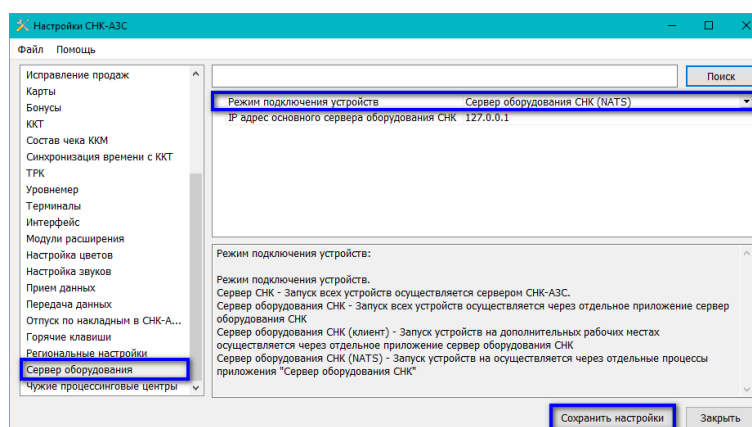 Настройки СНК-АЗС
Файл Помощь
Исправление продаж
Карты
Бонусы
ККТ
Состав чека ККМ
Синхронизация времени с ККТ
ТРК
Уровнемер
Терминалы
Интерфейс
Модули расширения
Настройка цветов
Настройка звуков
Прием данных
Передача данных
Отпуск по накладным в СНК-А...
Горячие клавиши
Региональные настройки
Сервер оборудования
Чужие процессинговые центры
Поиск
Режим подключения устройств Сервер оборудования СНК (NATS)
IP адрес основного сервера оборудования СНК 127.0.0.1
Режим подключения устройств:
Режим подключения устройств.
Сервер СНК - Запуск всех устройств осуществляется сервером СНК-АЗС.
Сервер оборудования СНК - Запуск всех устройств осуществляется через отдельное приложение сервер
оборудования СНК
Сервер оборудования СНК (клиент) - Запуск устройств на дополнительных рабочих местах
осуществляется через отдельное приложение сервер оборудования СНК
Сервер оборудования СНК (NATS) - Запуск устройств на осуществляется через отдельные процессы
приложения "Сервер оборудования СНК"
Сохранить настройки Закрыть